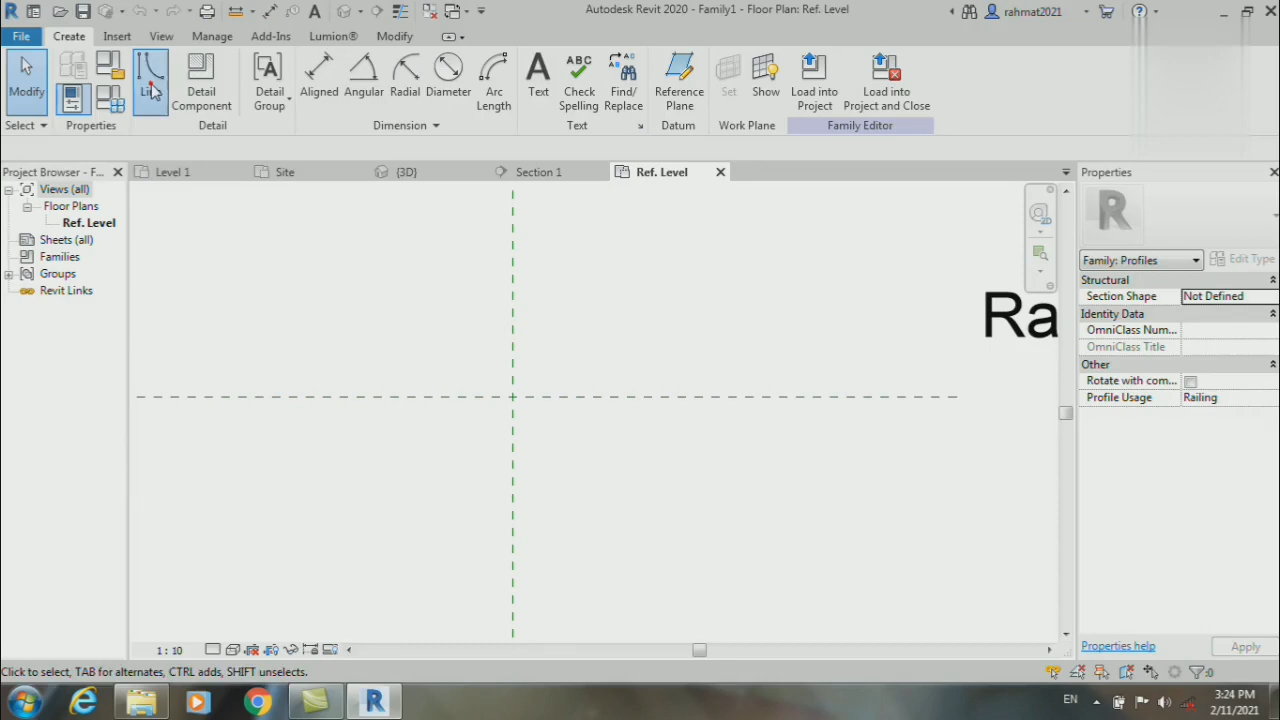 Autodesk Revit 2020 - Family1 - Floor Plan: Ref. Level
rahmat2021
File Create Insert View Manage Add-Ins Lumion® Modify
Modify
Detail Component
Detail Group
Aligned
Angular
Radial
Diameter
Arc Length
Text
Check Spelling
Find/ Replace
Reference Plane
Set
Show
Load into Project
Load into Project and Close
Select Properties Detail Dimension Text Datum Work Plane Family Editor
Project Browser - F...
Level 1 Site {3D} Section 1 Ref. Level
Properties
Views (all)
Floor Plans
Ref. Level
Sheets (all)
Families
Groups
Revit Links
2D
Ra
Family: Profiles Edit Type
Structural
Section Shape Not Defined
Identity Data
OmniClass Num...
OmniClass Title
Other
Rotate with com...
Profile Usage Railing
1 : 10
Properties help Apply
Click to select, TAB for alternates, CTRL adds, SHIFT unselects.
:0
EN
3:24 PM
2/11/2021